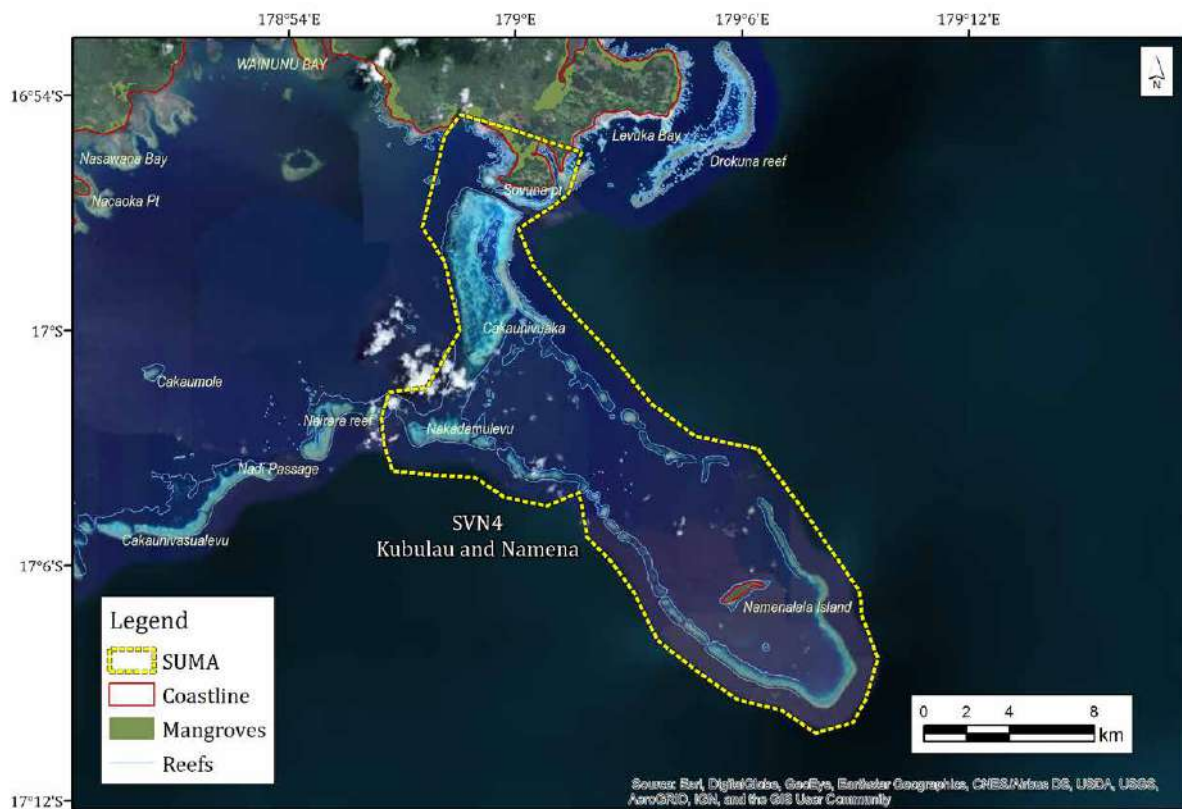 178°54'E
179°E
179°6'E
179°12'E
N
WAINUNU BAY
16°54'S
Levuka Bay
Nasawana Bay
Drokuna reef
Nacaoka Pt
Sovuna pt
17°S
Cakaunivuaka
Cakaumole
Nairara reef
Nakadamulevu
Nadi Passage
SVN4
Kubulau and Namena
Cakaunivasualevu
17°6'S
Namenalala Island
Legend
SUMA
Coastline
Mangroves
Reefs
0 2 4 8
km
Source: Esri, DigitalGlobe, GeoEye, Earthstar Geographics, CNES/Airbus DS, USDA, USGS,
AeroGRID, IGN, and the GIS User Community
17°12'S